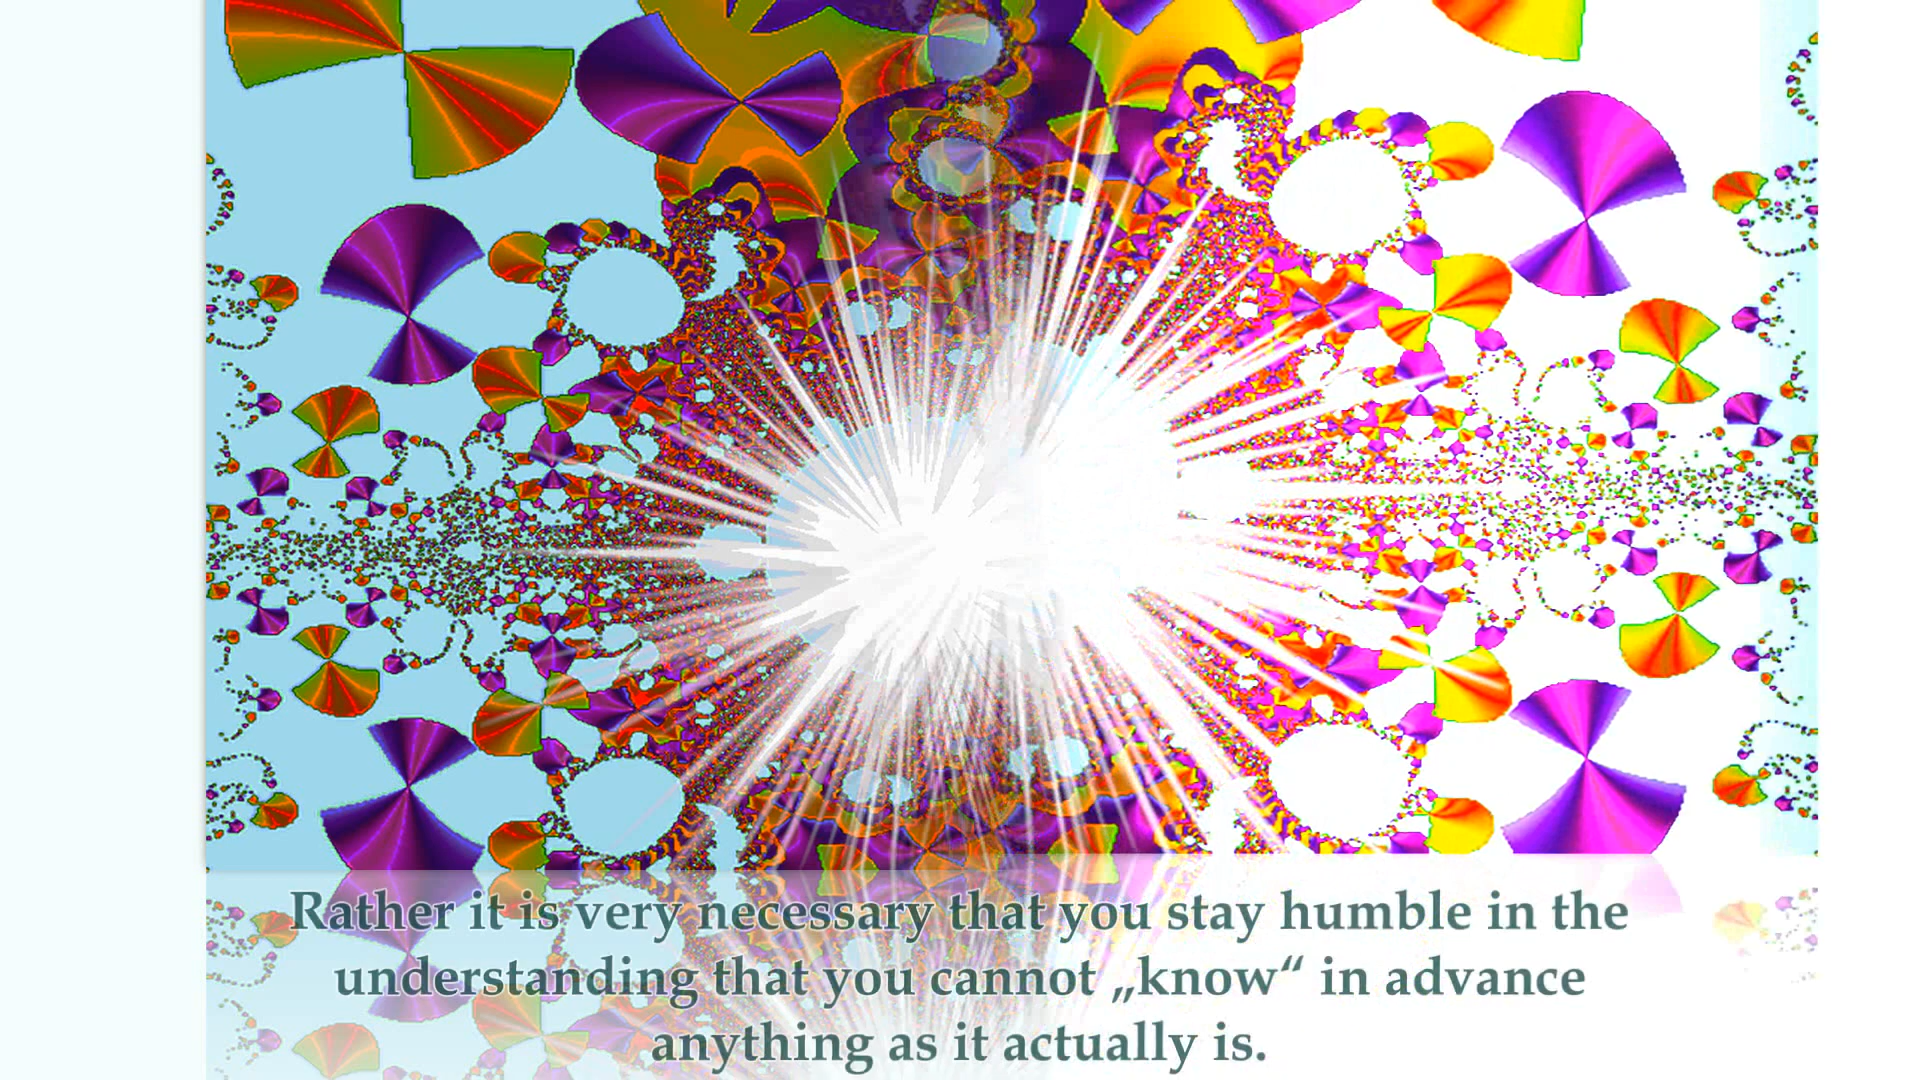 Rather it is very necessary that you stay humble in the
understanding that you cannot „know“ in advance
anything as it actually is.